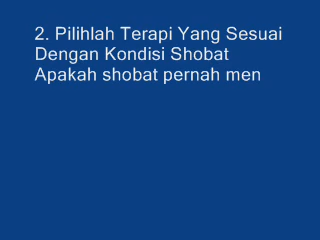 2. Pilihlah Terapi Yang Sesuai
Dengan Kondisi Shobat
Apakah shobat pernah men